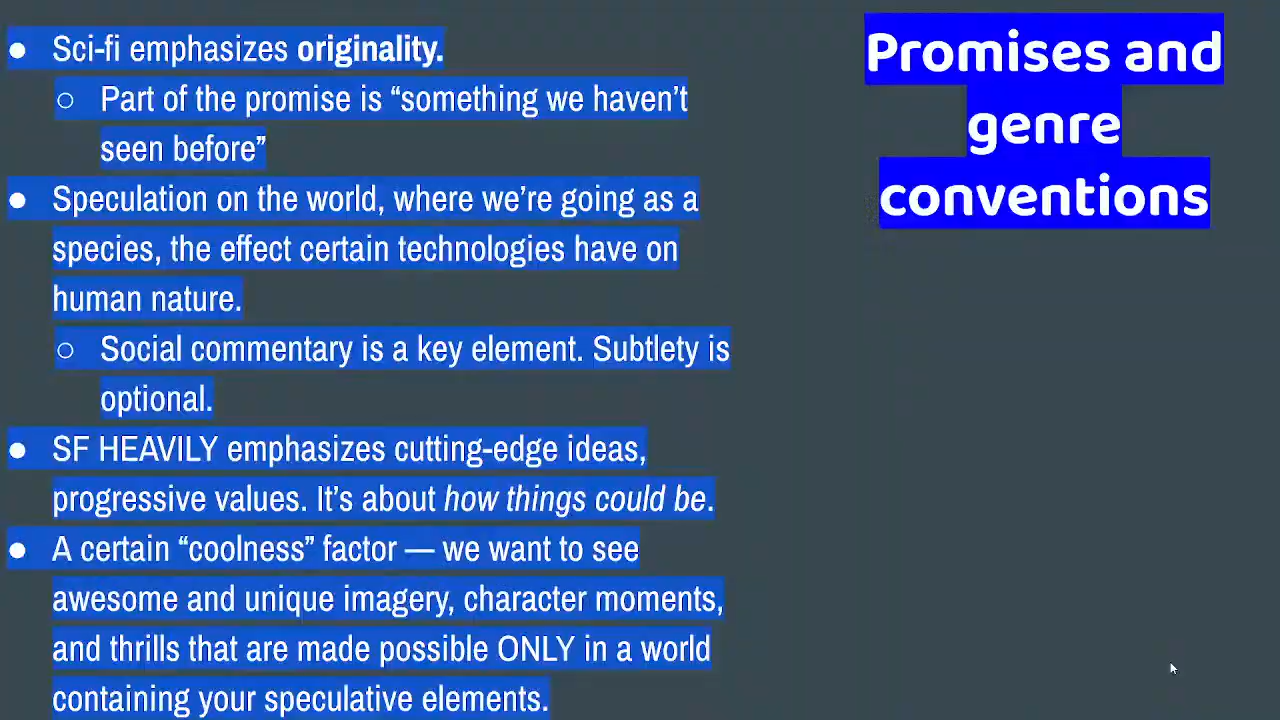 Promises and
genre
conventions
● Sci-fi emphasizes originality.
○ Part of the promise is “something we haven’t
seen before”
● Speculation on the world, where we’re going as a
species, the effect certain technologies have on
human nature.
○ Social commentary is a key element. Subtlety is
optional.
● SF HEAVILY emphasizes cutting-edge ideas,
progressive values. It’s about how things could be.
● A certain “coolness” factor — we want to see
awesome and unique imagery, character moments,
and thrills that are made possible ONLY in a world
containing your speculative elements.